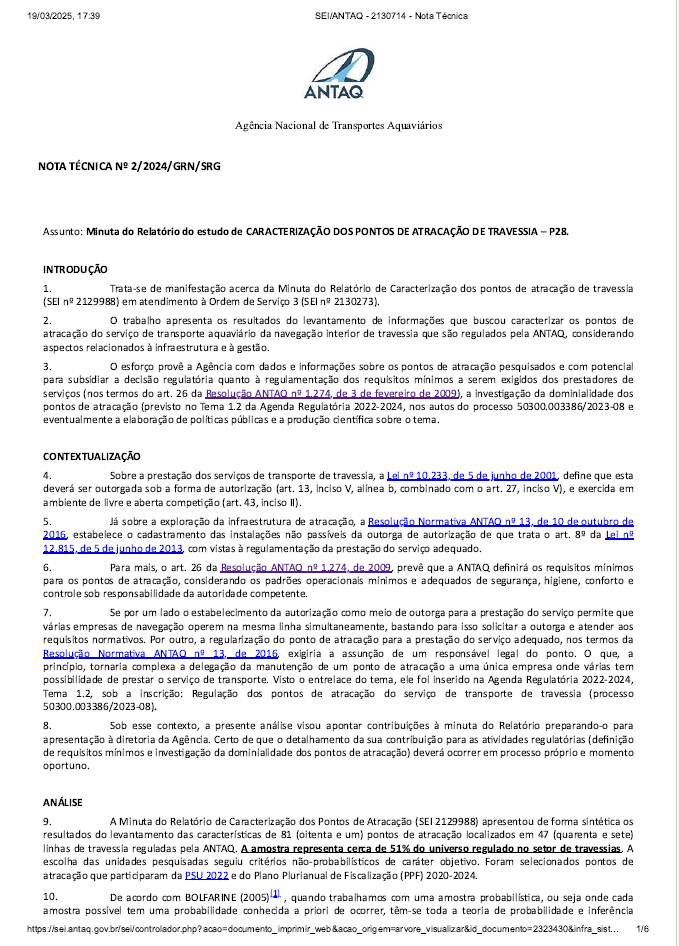 19/03/2025, 17:39 SEI/ANTAQ - 2130714 - Nota Técnica
ANTAQ
Agência Nacional de Transportes Aquaviários
NOTA TÉCNICA Nº 2/2024/GRN/SRG
Assunto: Minuta do Relatório do estudo de CARACTERIZAÇÃO DOS PONTOS DE ATRACAÇÃO DE TRAVESSIA – P28.
INTRODUÇÃO
1. Trata-se de manifestação acerca da Minuta do Relatório de Caracterização dos pontos de atracação de travessia
(SEI nº 2129988) em atendimento à Ordem de Serviço 3 (SEI nº 2130273).
2. O trabalho apresenta os resultados do levantamento de informações que buscou caracterizar os pontos de
atracação do serviço de transporte aquaviário da navegação interior de travessia que são regulados pela ANTAQ, considerando
aspectos relacionados à infraestrutura e à gestão.
3. O esforço provê a Agência com dados e informações sobre os pontos de atracação pesquisados e com potencial
para subsidiar a decisão regulatória quanto à regulamentação dos requisitos mínimos a serem exigidos dos prestadores de
serviços (nos termos do art. 26 da Resolução ANTAQ nº 1.274, de 3 de fevereiro de 2009), a investigação da dominialidade dos
pontos de atracação (previsto no Tema 1.2 da Agenda Regulatória 2022-2024, nos autos do processo 50300.003386/2023-08 e
eventualmente a elaboração de políticas públicas e a produção científica sobre o tema.
CONTEXTUALIZAÇÃO
4. Sobre a prestação dos serviços de transporte de travessia, a Lei nº 10.233, de 5 de junho de 2001, define que esta
deverá ser outorgada sob a forma de autorização (art. 13, inciso V, alínea b, combinado com o art. 27, inciso V), e exercida em
ambiente de livre e aberta competição (art. 43, inciso II).
5. Já sobre a exploração da infraestrutura de atracação, a Resolução Normativa ANTAQ nº 13, de 10 de outubro de
2016, estabelece o cadastramento das instalações não passíveis da outorga de autorização de que trata o art. 8º da Lei nº
12.815, de 5 de junho de 2013, com vistas à regulamentação da prestação do serviço adequado.
6. Para mais, o art. 26 da Resolução ANTAQ nº 1.274, de 2009, prevê que a ANTAQ definirá os requisitos mínimos
para os pontos de atracação, considerando os padrões operacionais mínimos e adequados de segurança, higiene, conforto e
controle sob responsabilidade da autoridade competente.
7. Se por um lado o estabelecimento da autorização como meio de outorga para a prestação do serviço permite que
várias empresas de navegação operem na mesma linha simultaneamente, bastando para isso solicitar a outorga e atender aos
requisitos normativos. Por outro, a regularização do ponto de atracação para a prestação do serviço adequado, nos termos da
Resolução Normativa ANTAQ nº 13, de 2016, exigiria a assunção de um responsável legal do ponto. O que, a
princípio, tornaria complexa a delegação da manutenção de um ponto de atracação a uma única empresa onde várias tem
possibilidade de prestar o serviço de transporte. Visto o entrelace do tema, ele foi inserido na Agenda Regulatória 2022-2024,
Tema 1.2, sob a inscrição: Regulação dos pontos de atracação do serviço de transporte de travessia (processo
50300.003386/2023-08).
8. Sob esse contexto, a presente análise visou apontar contribuições à minuta do Relatório preparando-o para
apresentação à diretoria da Agência. Certo de que o detalhamento da sua contribuição para as atividades regulatórias (definição
de requisitos mínimos e investigação da dominialidade dos pontos de atracação) deverá ocorrer em processo próprio e momento
oportuno.
ANÁLISE
9. A Minuta do Relatório de Caracterização dos Pontos de Atracação (SEI 2129988) apresentou de forma sintética os
resultados do levantamento das características de 81 (oitenta e um) pontos de atracação localizados em 47 (quarenta e sete)
linhas de travessia reguladas pela ANTAQ. A amostra representa cerca de 51% do universo regulado no setor de travessias. A
escolha das unidades pesquisadas seguiu critérios não-probabilísticos de caráter objetivo. Foram selecionados pontos de
atracação que participaram da PSU 2022 e do Plano Plurianual de Fiscalização (PPF) 2020-2024.
10. De acordo com BOLFARINE (2005)[1] , quando trabalhamos com uma amostra probabilística, ou seja onde cada
amostra possível tem uma probabilidade conhecida a priori de ocorrer, têm-se toda a teoria de probabilidade e inferência
https://sei.antaq.gov.br/sei/controlador.php?acao=documento_imprimir_web&acao_origem=arvore_visualizar&id_documento=2323430&infra_sist… 1/6